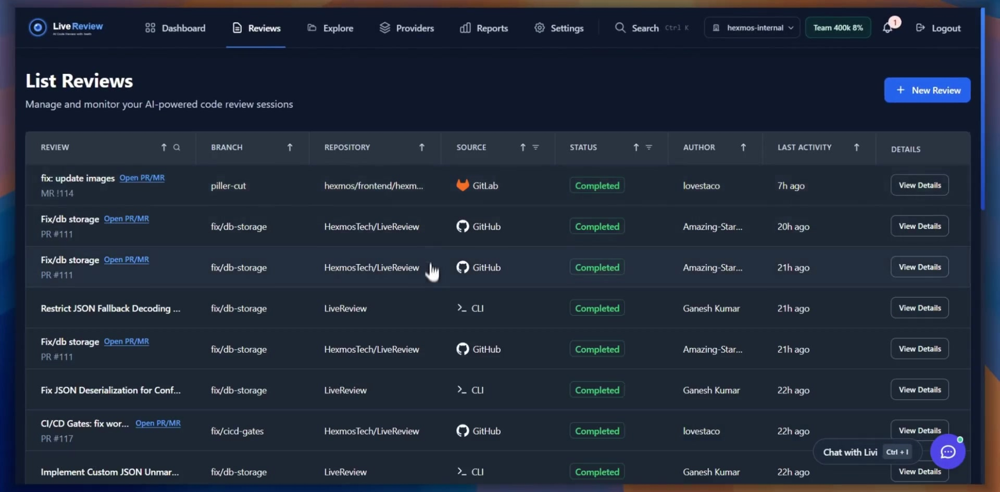 LiveReview
AI Code Review with teeth
Dashboard
Reviews
Explore
Providers
Reports
Settings
Search Ctrl K
hexmos-internal
Team 400k 8%
1
Logout
List Reviews
Manage and monitor your AI-powered code review sessions
+ New Review
REVIEW BRANCH REPOSITORY SOURCE STATUS AUTHOR LAST ACTIVITY DETAILS
fix: update images Open PR/MR piller-cut hexmos/frontend/hexm... GitLab Completed lovestaco 7h ago View Details
MR !114
Fix/db storage Open PR/MR fix/db-storage HexmosTech/LiveReview GitHub Completed Amazing-Star... 20h ago View Details
PR #111
Fix/db storage Open PR/MR fix/db-storage HexmosTech/LiveReview GitHub Completed Amazing-Star... 21h ago View Details
PR #111
Restrict JSON Fallback Decoding ... fix/db-storage LiveReview CLI Completed Ganesh Kumar 21h ago View Details
Fix/db storage Open PR/MR fix/db-storage HexmosTech/LiveReview GitHub Completed Amazing-Star... 21h ago View Details
PR #111
Fix JSON Deserialization for Conf... fix/db-storage LiveReview CLI Completed Ganesh Kumar 22h ago View Details
CI/CD Gates: fix wor... Open PR/MR fix/cicd-gates HexmosTech/LiveReview GitHub Completed lovestaco 22h ago View Details
PR #117
Chat with Livi Ctrl + I
Implement Custom JSON Unmar... fix/db-storage LiveReview CLI Completed Ganesh Kumar 22h ago View Details